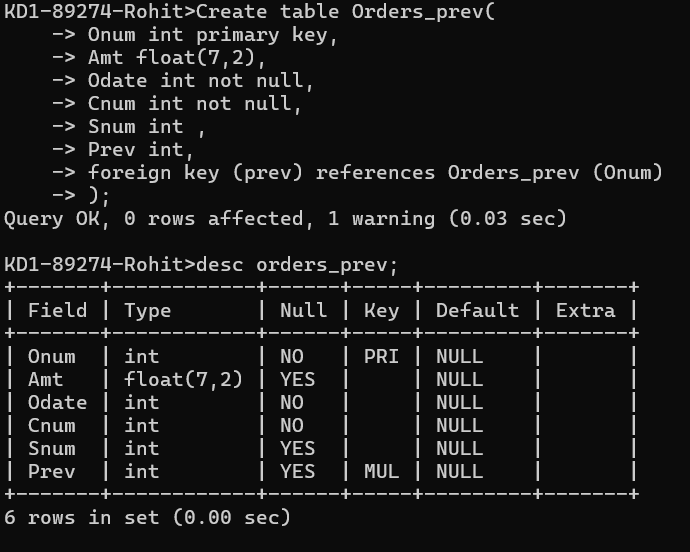 KD1-89274-Rohit>Create table Orders_prev(
    -> Onum int primary key,
    -> Amt float(7,2),
    -> Odate int not null,
    -> Cnum int not null,
    -> Snum int ,
    -> Prev int,
    -> foreign key (prev) references Orders_prev (Onum)
    -> );
Query OK, 0 rows affected, 1 warning (0.03 sec)

KD1-89274-Rohit>desc orders_prev;
+-------+------------+------+-----+---------+-------+
| Field | Type       | Null | Key | Default | Extra |
+-------+------------+------+-----+---------+-------+
| Onum  | int        | NO   | PRI | NULL    |       |
| Amt   | float(7,2) | YES  |     | NULL    |       |
| Odate | int        | NO   |     | NULL    |       |
| Cnum  | int        | NO   |     | NULL    |       |
| Snum  | int        | YES  |     | NULL    |       |
| Prev  | int        | YES  | MUL | NULL    |       |
+-------+------------+------+-----+---------+-------+
6 rows in set (0.00 sec)